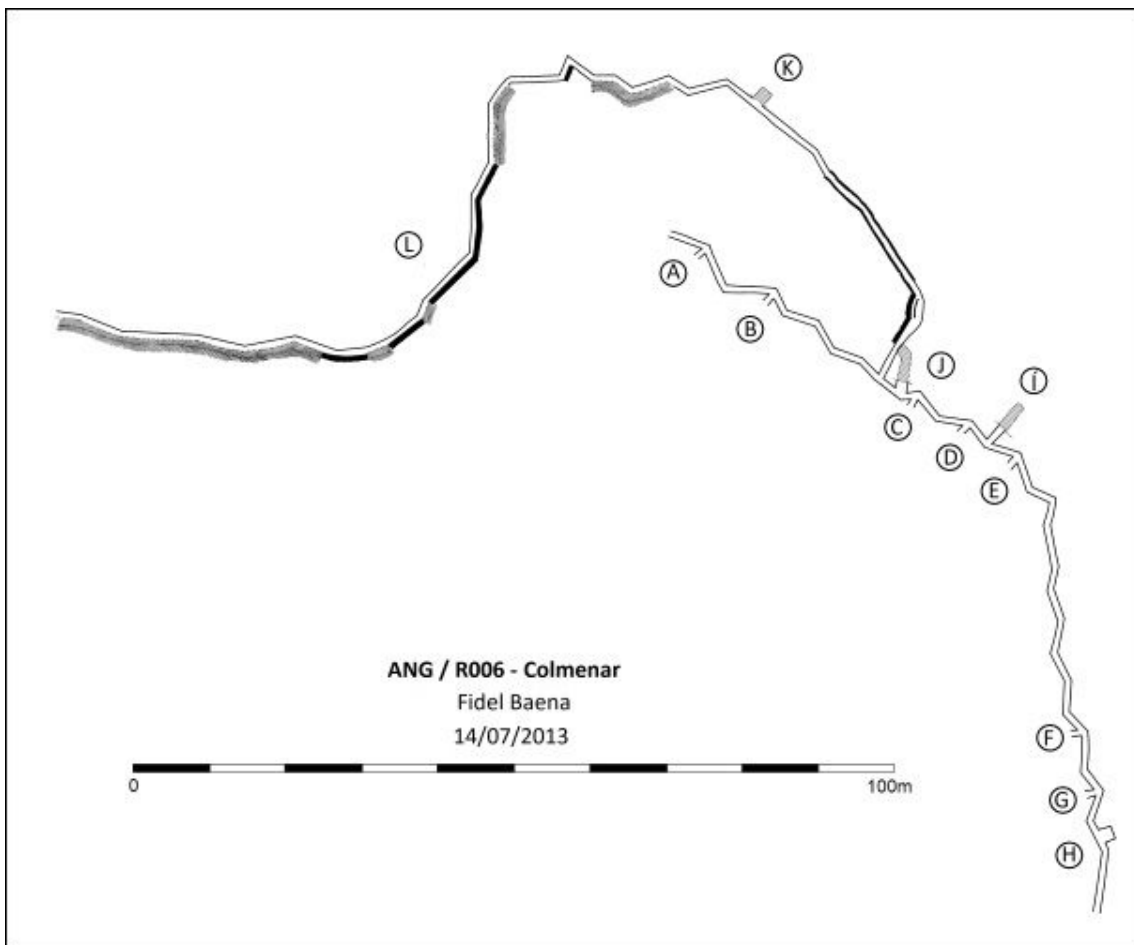 K
L
A
B
J
Í
C
D
E
ANG / R006 - Colmenar
Fidel Baena
14/07/2013
F
0
100m
G
H